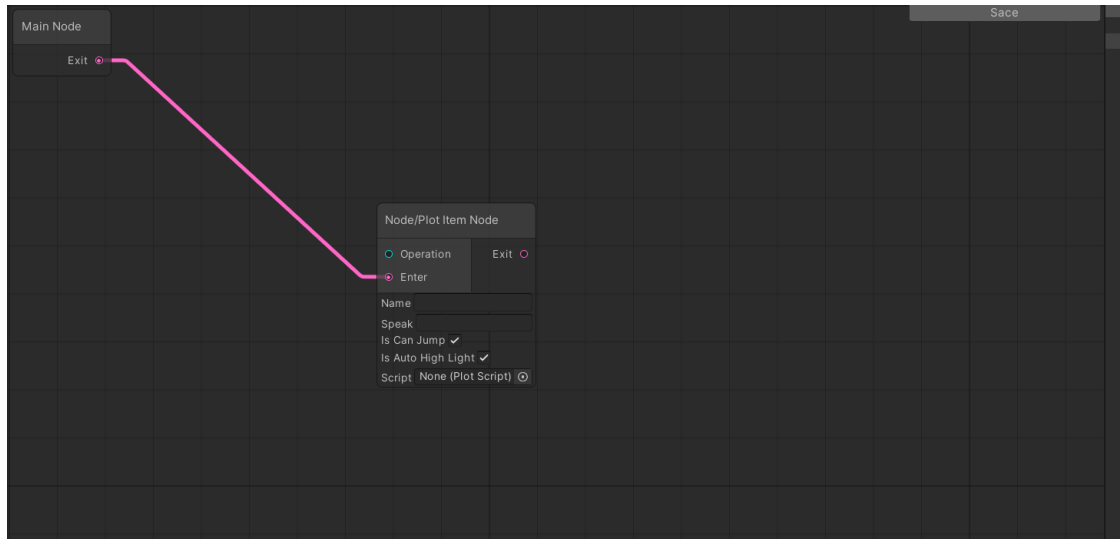 Sace
Main Node
Exit
Node/Plot Item Node
Operation Exit
Enter
Name
Speak
Is Can Jump
Is Auto High Light
Script None (Plot Script)